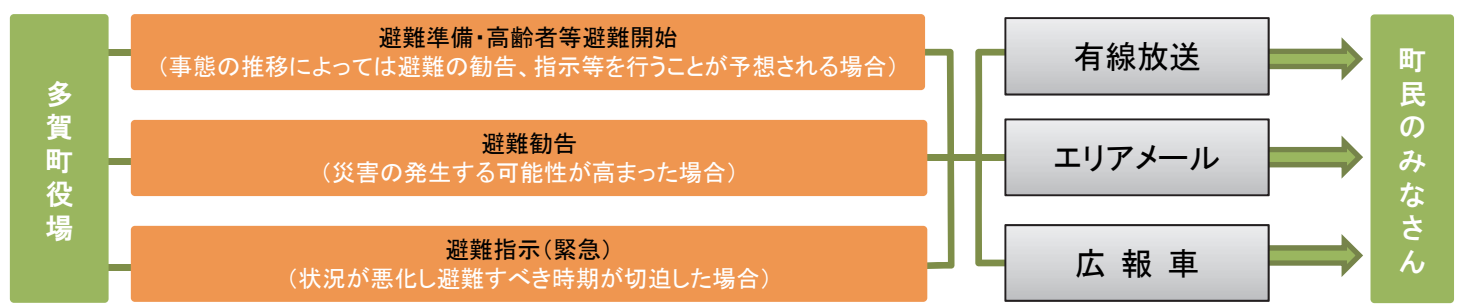 多賀町役場
避難準備・高齢者等避難開始
（事態の推移によっては避難の勧告、指示等を行うことが予想される場合）
避難勧告
（災害の発生する可能性が高まった場合）
避難指示（緊急）
（状況が悪化し避難すべき時期が切迫した場合）
有線放送
エリアメール
広報車
町民のみなさん